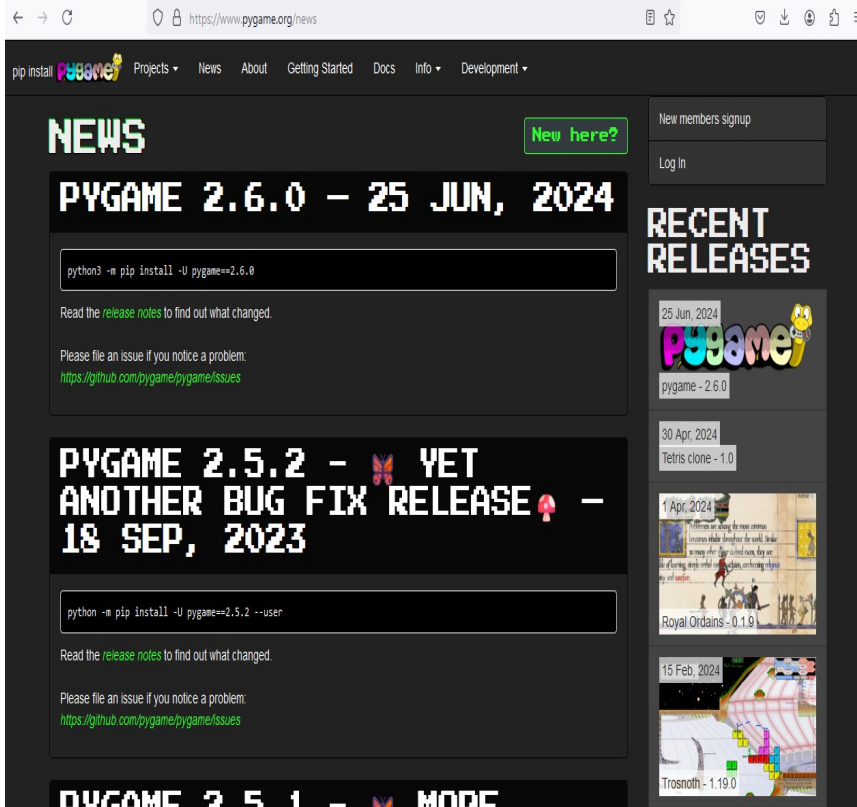 https://www.pygame.org/news
pip install pygame
Projects
News
About
Getting Started
Docs
Info
Development
NEWS
New here?
PYGAME 2.6.0 — 25 JUN, 2024
python3 -m pip install -U pygame==2.6.0
Read the release notes to find out what changed.
Please file an issue if you notice a problem:
https://github.com/pygame/pygame/issues
PYGAME 2.5.2 - 🦋 YET
ANOTHER BUG FIX RELEASE🍄 —
18 SEP, 2023
python -m pip install -U pygame==2.5.2 --user
Read the release notes to find out what changed.
Please file an issue if you notice a problem:
https://github.com/pygame/pygame/issues
PYGAME 2.5.1 - 🦋 MORE
New members signup
Log In
RECENT
RELEASES
25 Jun, 2024
pygame
pygame - 2.6.0
30 Apr, 2024
Tetris clone - 1.0
1 Apr, 2024
Royal Ordains - 0.1.9
15 Feb, 2024
Trosnoth - 1.19.0